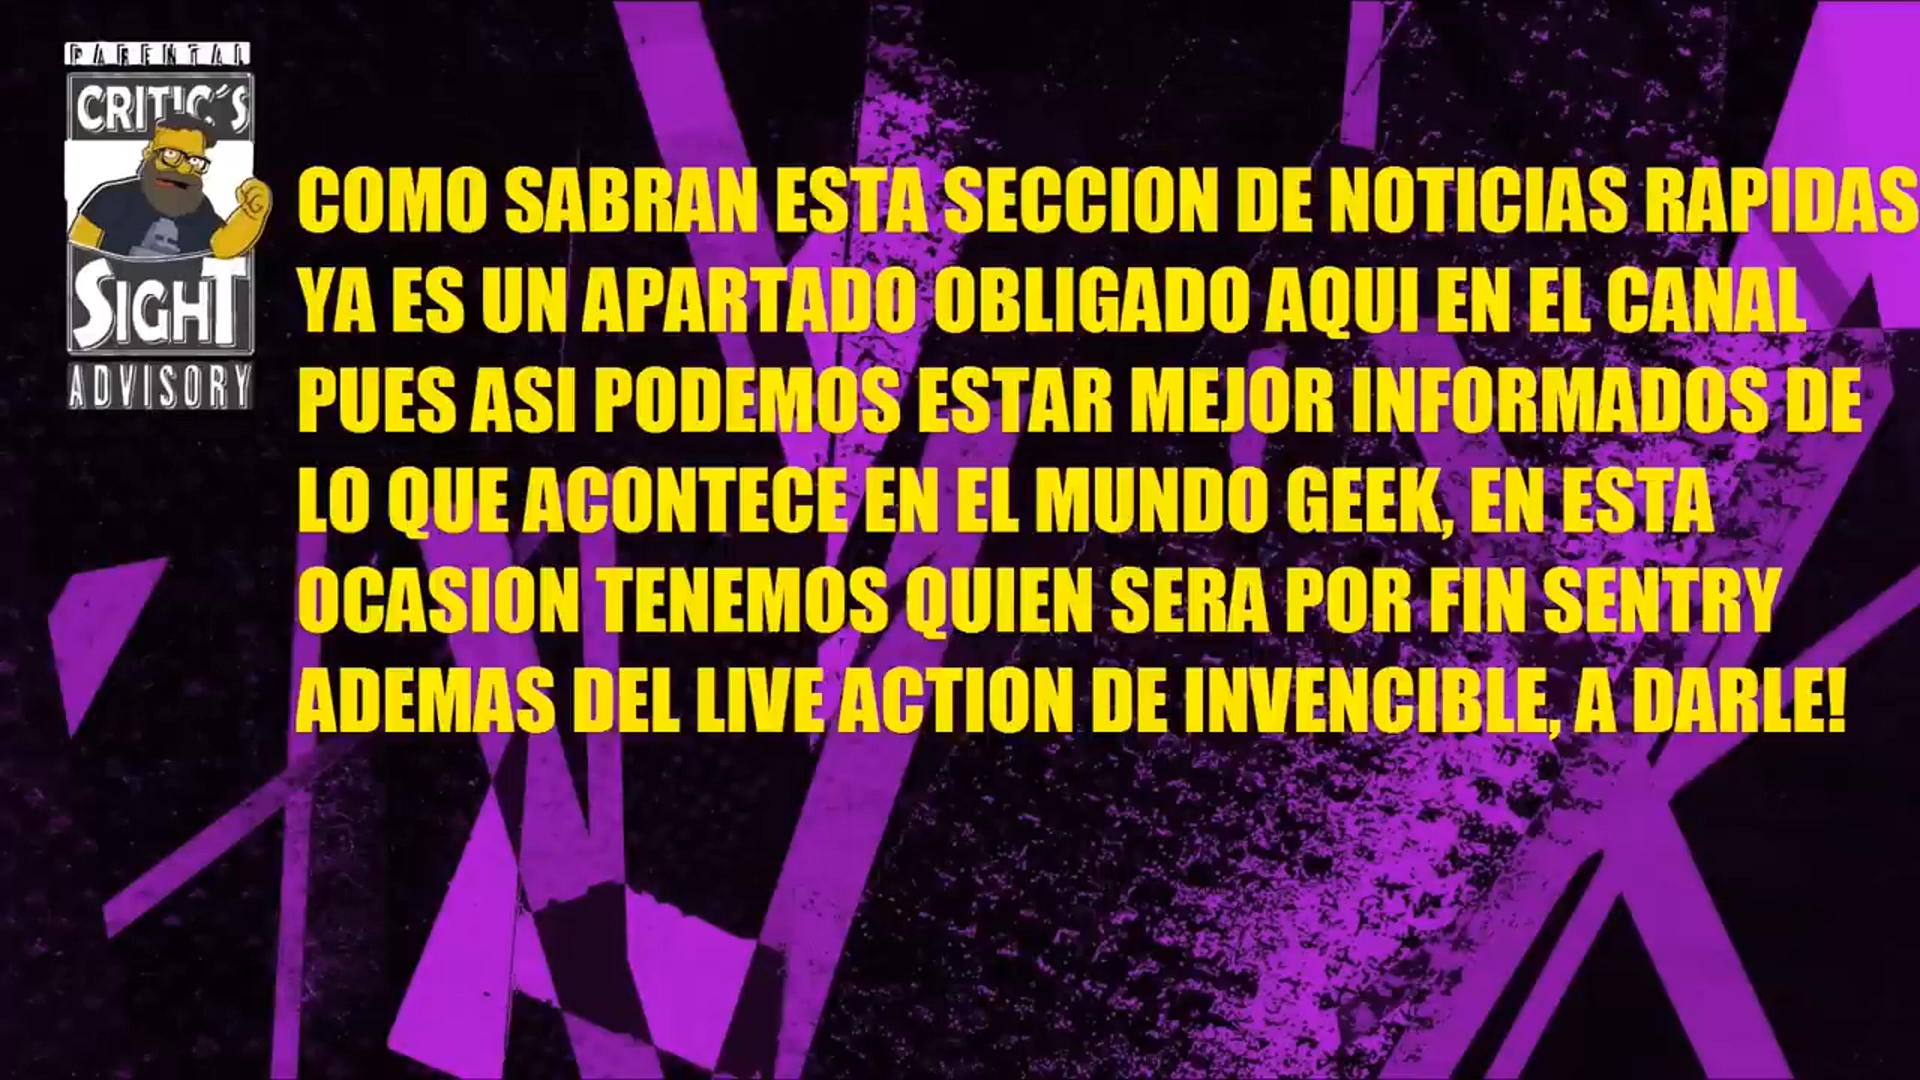 PARENTAL
CRITIC´S
SIGHT
ADVISORY
COMO SABRAN ESTA SECCION DE NOTICIAS RAPIDAS
YA ES UN APARTADO OBLIGADO AQUI EN EL CANAL
PUES ASI PODEMOS ESTAR MEJOR INFORMADOS DE
LO QUE ACONTECE EN EL MUNDO GEEK, EN ESTA
OCASION TENEMOS QUIEN SERA POR FIN SENTRY
ADEMAS DEL LIVE ACTION DE INVENCIBLE, A DARLE!